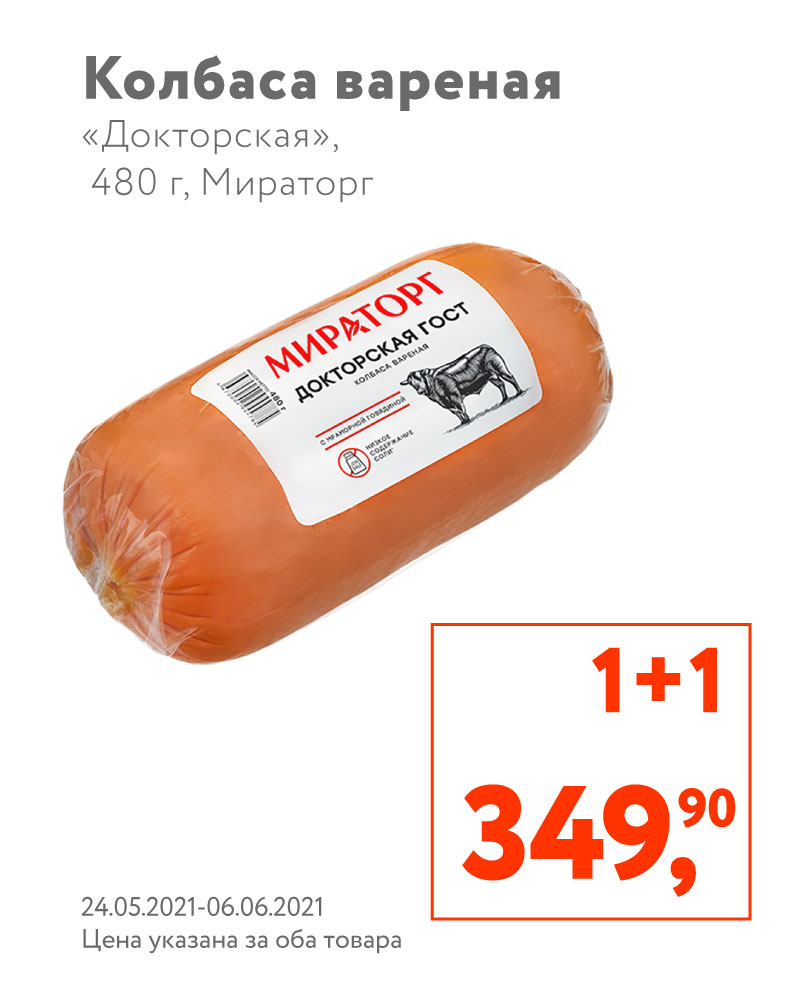 Колбаса вареная
«Докторская»,
480 г, Мираторг
МИРАТОРГ
ДОКТОРСКАЯ ГОСТ
КОЛБАСА ВАРЕНАЯ
480 г
С МРАМОРНОЙ ГОВЯДИНОЙ
НИЗКОЕ
СОДЕРЖАНИЕ
СОЛИ
1+1
349,90
24.05.2021-06.06.2021
Цена указана за оба товара